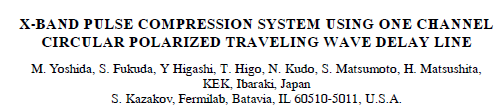 X-BAND PULSE COMPRESSION SYSTEM USING ONE CHANNEL
CIRCULAR POLARIZED TRAVELING WAVE DELAY LINE
M. Yoshida, S. Fukuda, Y Higashi, T. Higo, N. Kudo, S. Matsumoto, H. Matsushita,
KEK, Ibaraki, Japan
S. Kazakov, Fermilab, Batavia, IL 60510-5011, U.S.A.